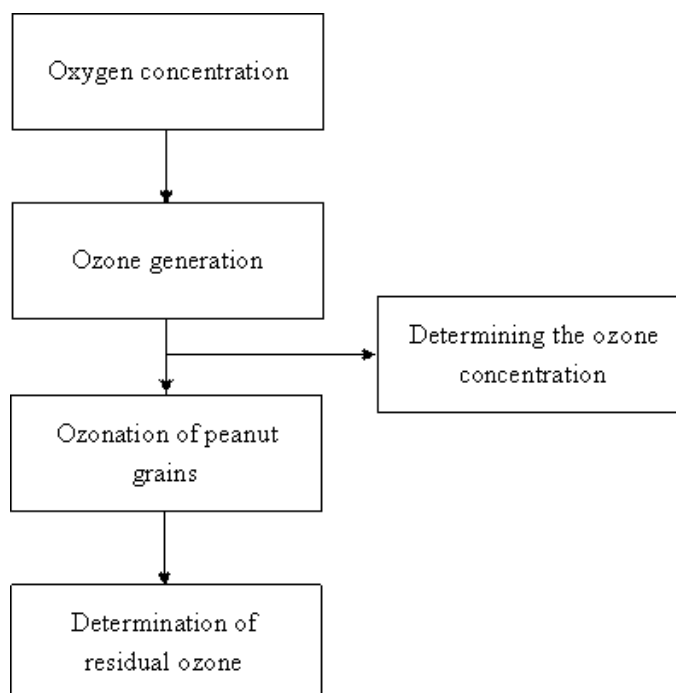 Oxygen concentration
Ozone generation
Determining the ozone
concentration
Ozonation of peanut
grains
Determination of
residual ozone